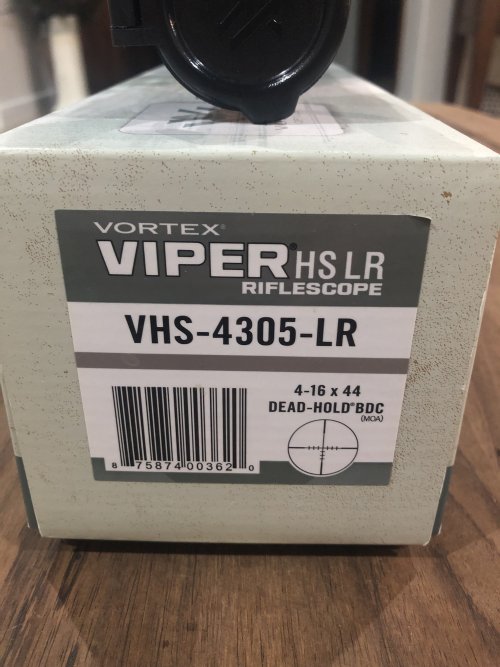 VORTEX®
VIPER® HS LR
RIFLESCOPE
VHS-4305-LR
4-16 x 44
DEAD-HOLD® BDC
(MOA)
8 75874 00362 0